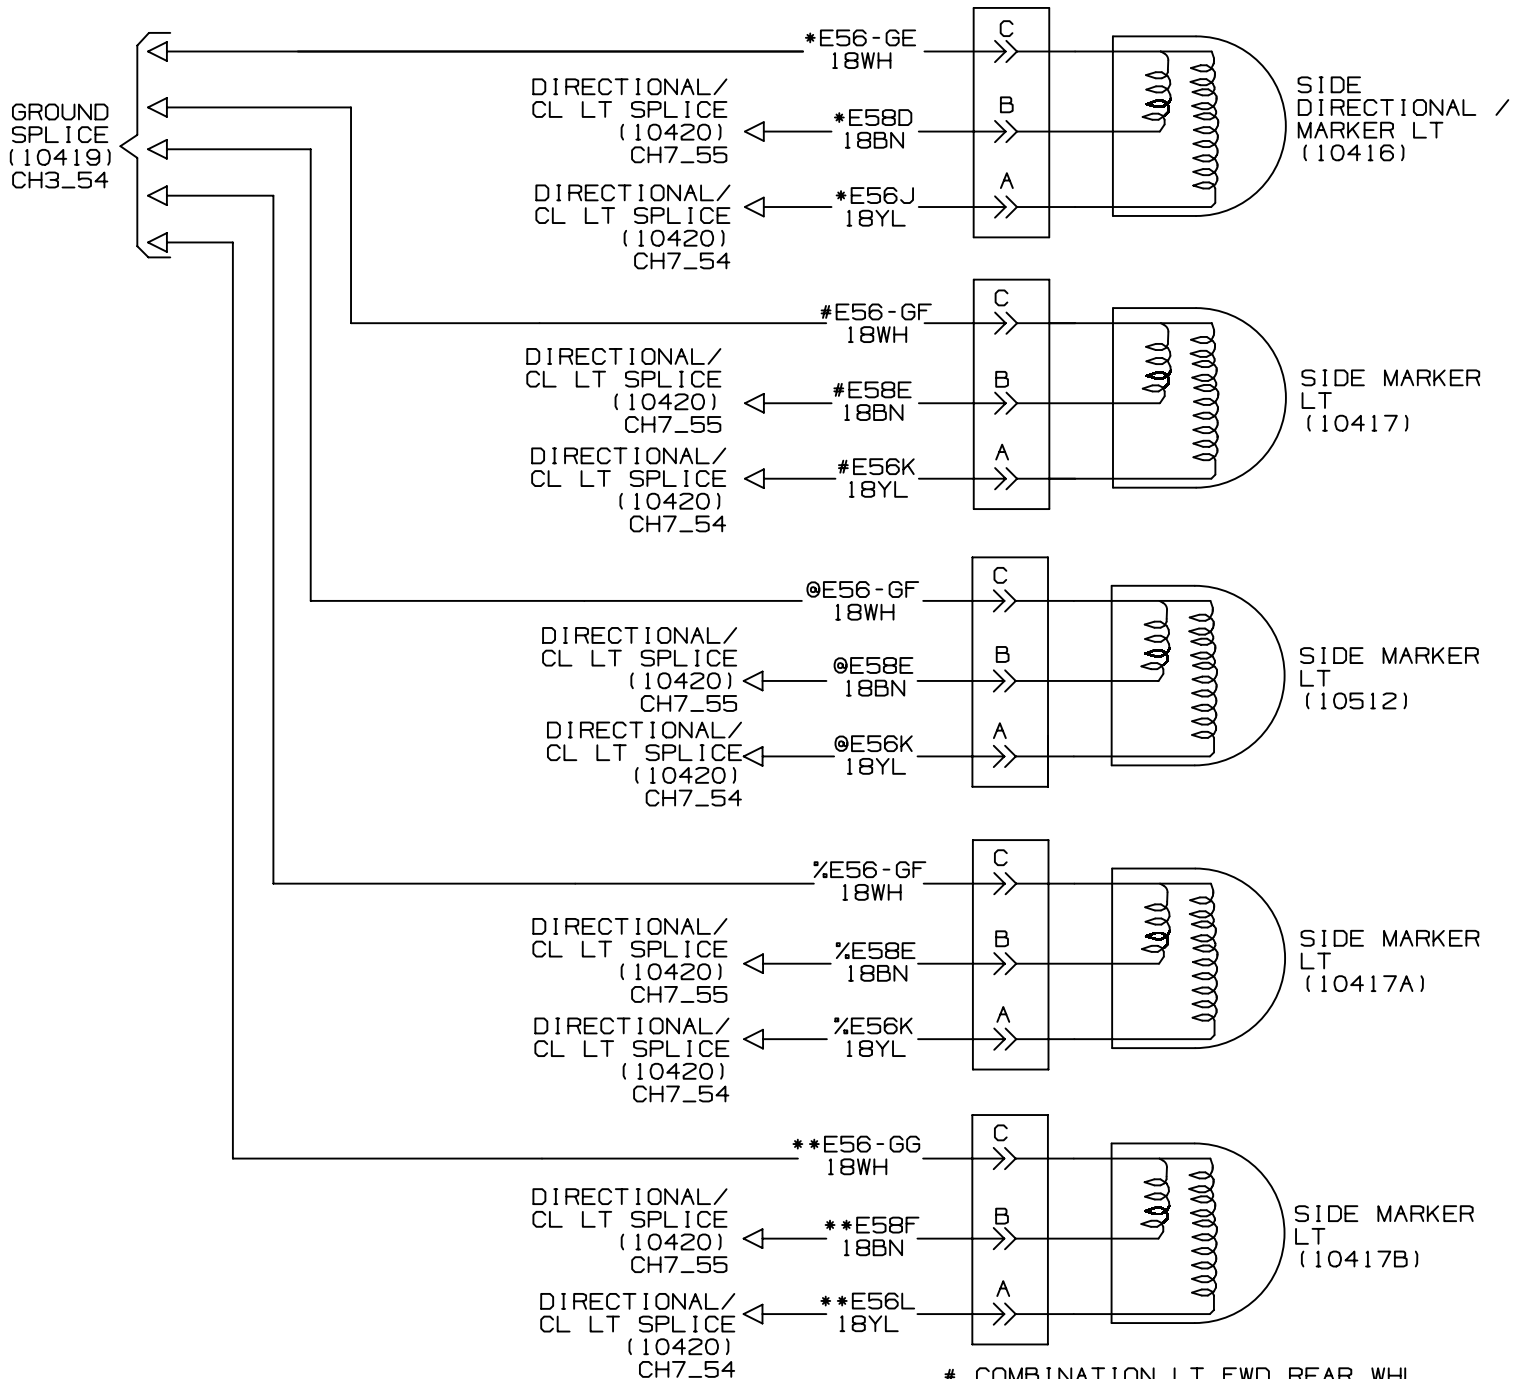 GROUND
SPLICE
(10419)
CH3_54
*E56-GE
18WH
C
DIRECTIONAL/
CL LT SPLICE
(10420)
CH7_55
*E58D
18BN
B
DIRECTIONAL/
CL LT SPLICE
(10420)
CH7_54
*E56J
18YL
A
SIDE
DIRECTIONAL /
MARKER LT
(10416)
#E56-GF
18WH
C
DIRECTIONAL/
CL LT SPLICE
(10420)
CH7_55
#E58E
18BN
B
DIRECTIONAL/
CL LT SPLICE
(10420)
CH7_54
#E56K
18YL
A
SIDE MARKER
LT
(10417)
@E56-GF
18WH
C
DIRECTIONAL/
CL LT SPLICE
(10420)
CH7_55
@E58E
18BN
B
DIRECTIONAL/
CL LT SPLICE
(10420)
CH7_54
@E56K
18YL
A
SIDE MARKER
LT
(10512)
%E56-GF
18WH
C
DIRECTIONAL/
CL LT SPLICE
(10420)
CH7_55
%E58E
18BN
B
DIRECTIONAL/
CL LT SPLICE
(10420)
CH7_54
%E56K
18YL
A
SIDE MARKER
LT
(10417A)
**E56-GG
18WH
C
DIRECTIONAL/
CL LT SPLICE
(10420)
CH7_55
**E58F
18BN
B
DIRECTIONAL/
CL LT SPLICE
(10420)
CH7_54
**E56L
18YL
A
SIDE MARKER
LT
(10417B)
# COMBINATION LT FWD REAR WHL